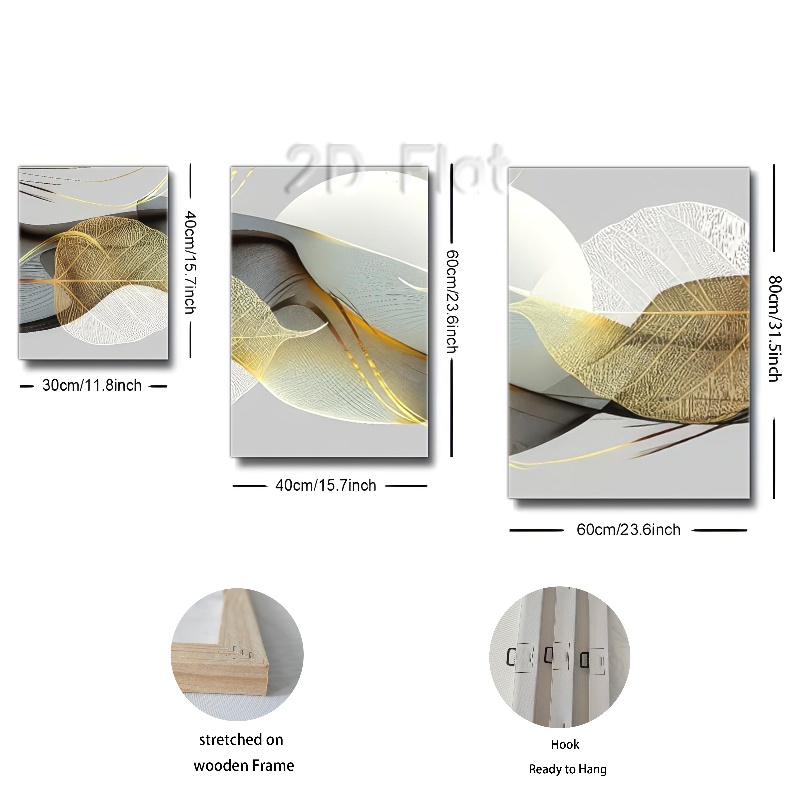 2D Flat
40cm/15.7inch
60cm/23.6inch
80cm/31.5inch
30cm/11.8inch
40cm/15.7inch
60cm/23.6inch
stretched on
wooden Frame
Hook
Ready to Hang